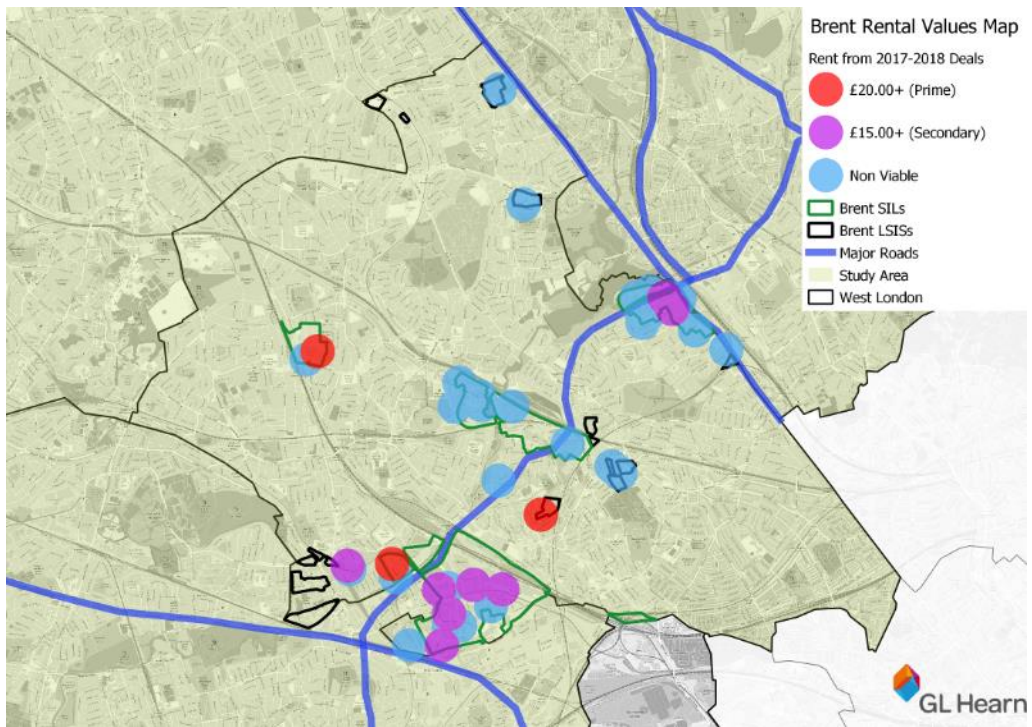 Brent Rental Values Map
Rent from 2017-2018 Deals
£20.00+ (Prime)
£15.00+ (Secondary)
Non Viable
Brent SILs
Brent LSISs
Major Roads
Study Area
West London
GL Hearn